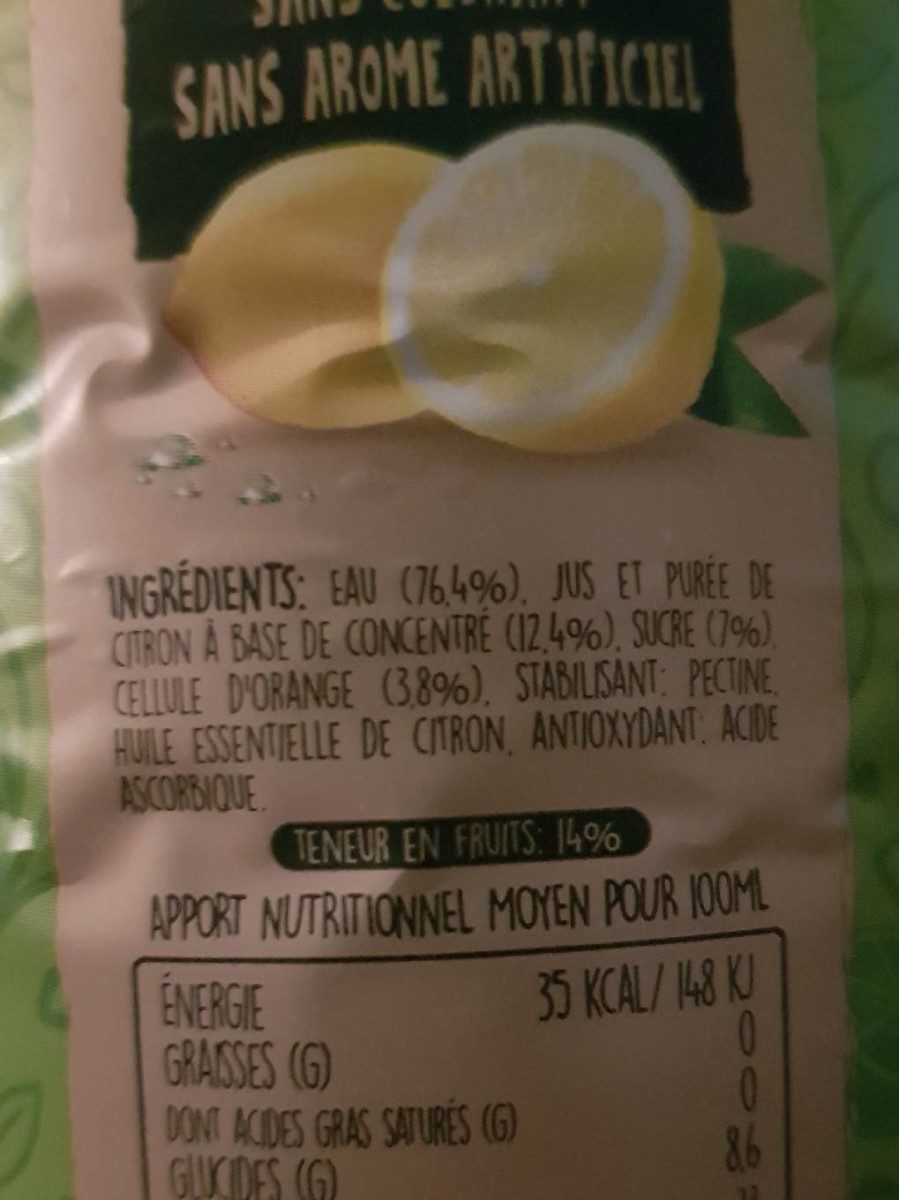 SANS
SANS AROME ARTIFICIEL
INGRÉDIENTS: EAU (76,4%), JUS ET PURÉE DE
CITRON À BASE DE CONCENTRÉ (12,4%), SUCRE (7%),
CELLULE D'ORANGE (3,8%), STABILISANT: PECTINE,
HUILE ESSENTIELLE DE CITRON, ANTIOXYDANT: ACIDE
ASCORBIQUE.
TENEUR EN FRUITS: 14%
APPORT NUTRITIONNEL MOYEN POUR 100ML
ÉNERGIE 35 KCAL/ 148 KJ
GRAISSES (G) 0
DONT ACIDES GRAS SATURÉS (G) 0
GLUCIDES (G) 8,6